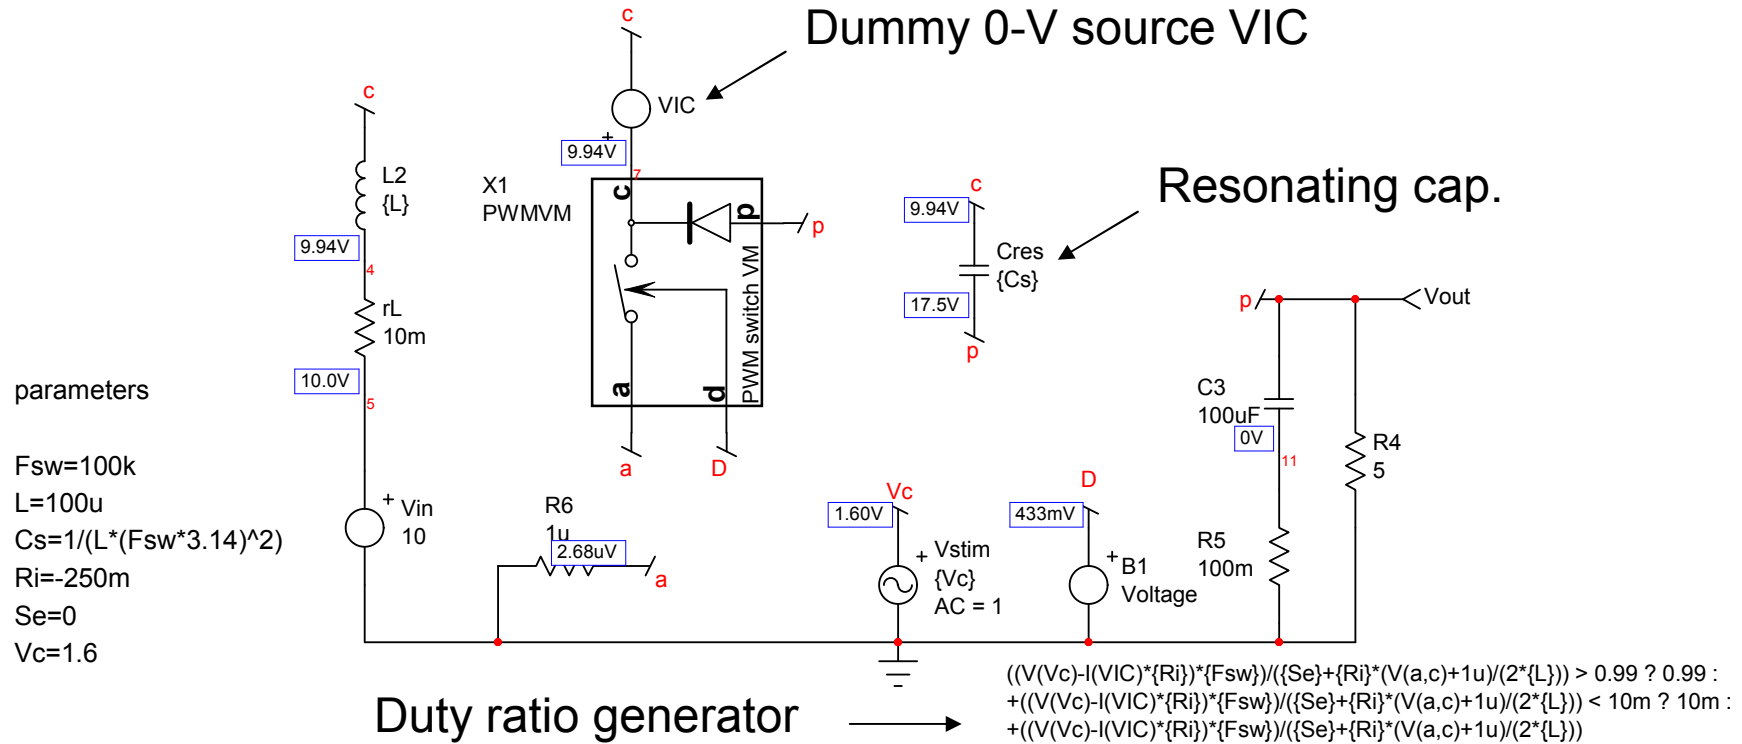 Dummy 0-V source VIC
c
c
VIC
+
9.94V
7
L2
{L}
X1
PWMVM
c
p
p
PWM switch VM
a
d
a
D
9.94V
4
rL
10m
10.0V
5
Resonating cap.
c
9.94V
Cres
{Cs}
17.5V
p
p
Vout
C3
100uF
0V
11
R4
5
R5
100m
parameters
Fsw=100k
L=100u
Cs=1/(L*(Fsw*3.14)^2)
Ri=-250m
Se=0
Vc=1.6
+
Vin
10
R6
1u
2.68uV
a
Vc
1.60V
+
Vstim
{Vc}
AC = 1
D
433mV
+
B1
Voltage
Duty ratio generator
((V(Vc)-I(VIC)*{Ri})*{Fsw})/({Se}+{Ri}*(V(a,c)+1u)/(2*{L})) > 0.99 ? 0.99 :
+((V(Vc)-I(VIC)*{Ri})*{Fsw})/({Se}+{Ri}*(V(a,c)+1u)/(2*{L})) < 10m ? 10m :
+((V(Vc)-I(VIC)*{Ri})*{Fsw})/({Se}+{Ri}*(V(a,c)+1u)/(2*{L}))